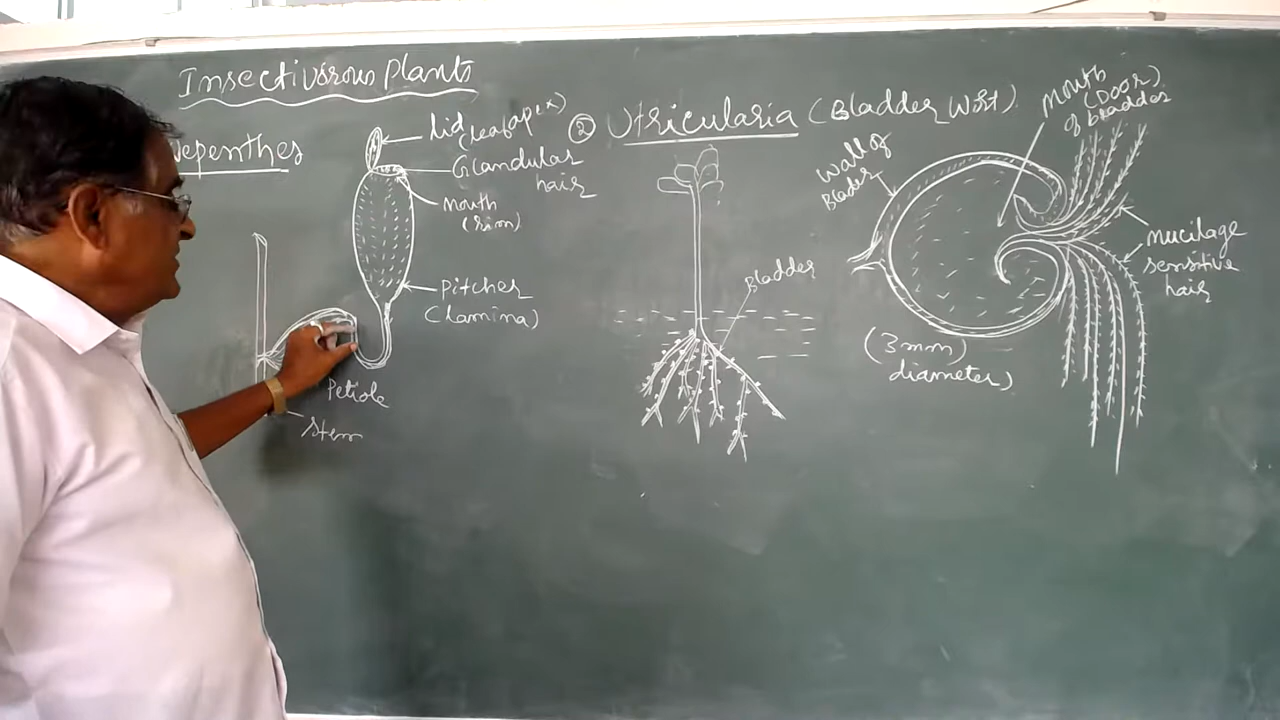 Insectivorous Plants
Nepenthes
Lid
(Leaf apex)
Glandular
hair
Mouth
(Rim)
Pitcher
(Lamina)
Petiole
Stem
② Utricularia (Bladder Wort)
Bladder
Wall of
Blader
Mouth
(Door)
of bladder
Mucilage
sensitive
hair
(3mm)
diameter)